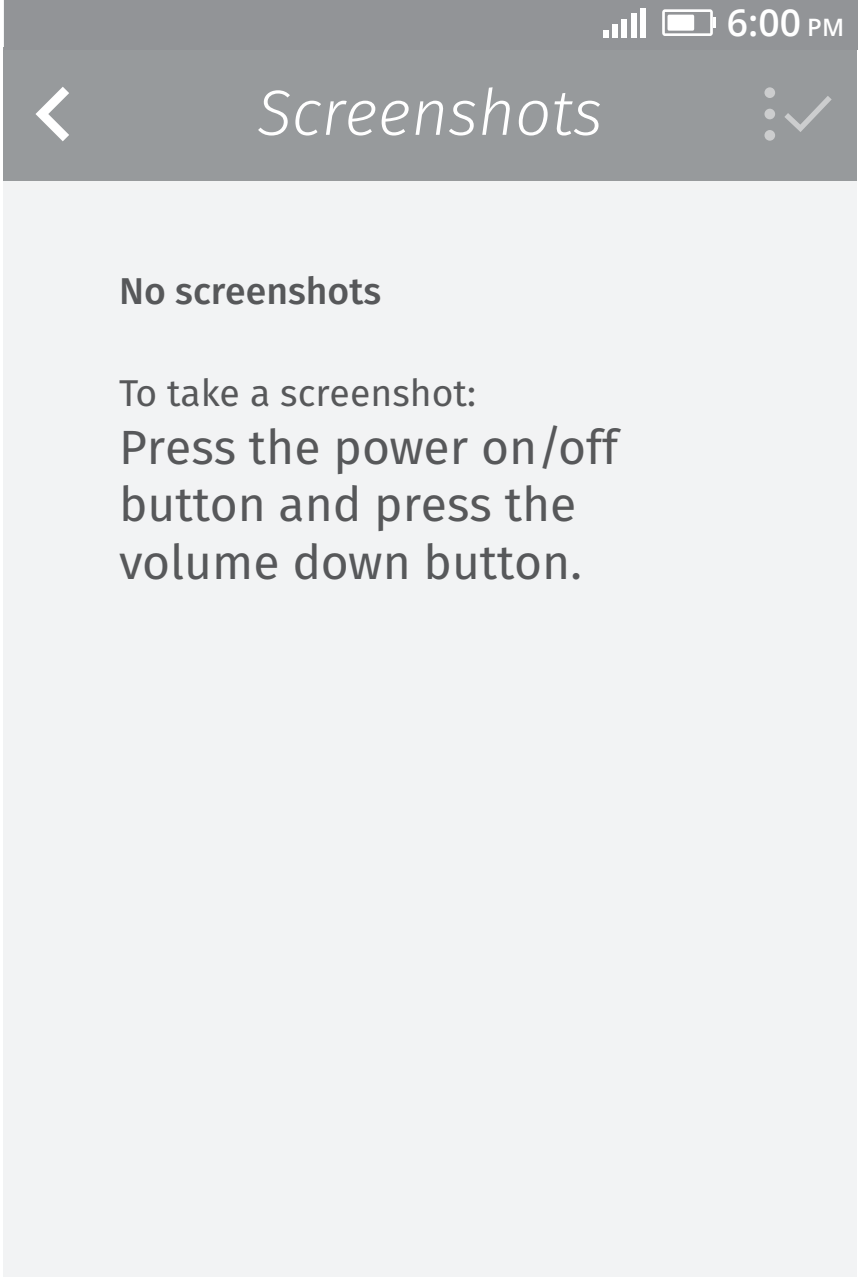 6:00 PM
Screenshots
No screenshots
To take a screenshot:
Press the power on/off
button and press the
volume down button.